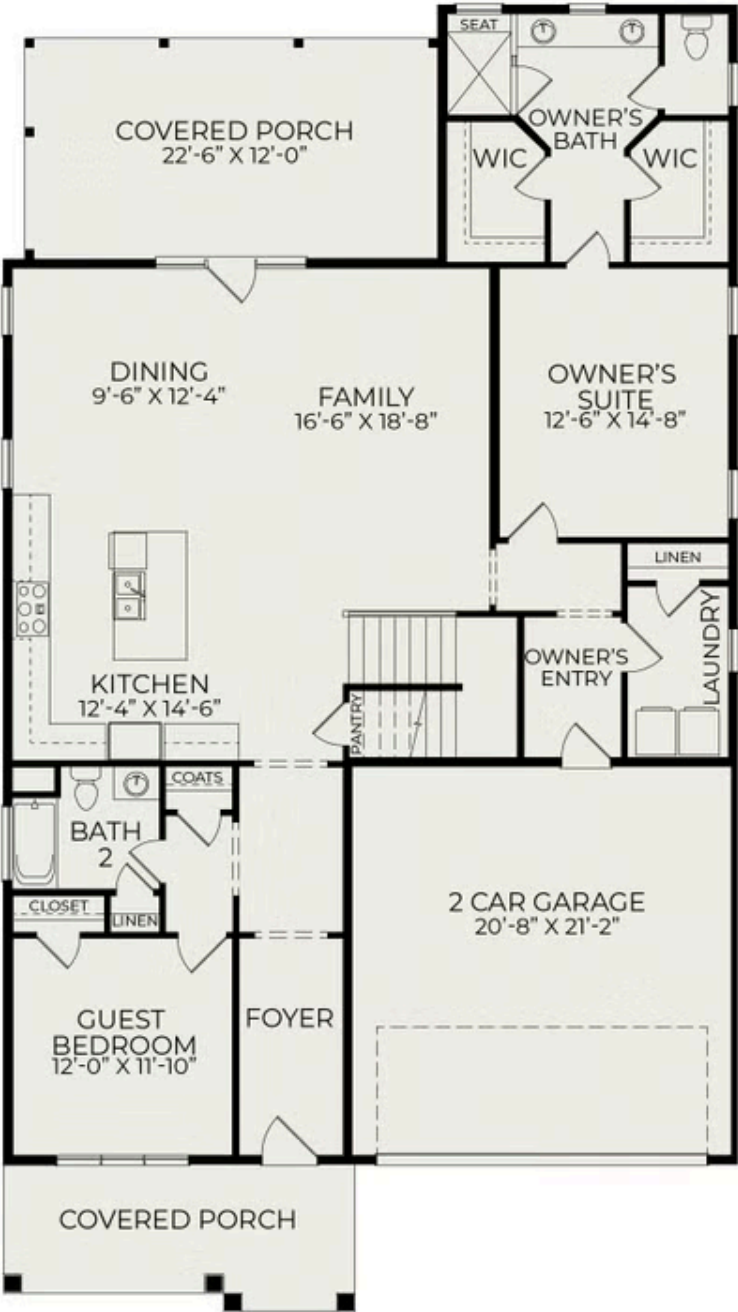 SEAT
OWNER'S
BATH
WIC
WIC
COVERED PORCH
22'-6" X 12'-0"
DINING
9'-6" X 12'-4"
FAMILY
16'-6" X 18'-8"
OWNER'S
SUITE
12'-6" X 14'-8"
LINEN
LAUNDRY
OWNER'S
ENTRY
KITCHEN
12'-4" X 14'-6"
PANTRY
COATS
BATH
2
CLOSET
LINEN
2 CAR GARAGE
20'-8" X 21'-2"
GUEST
BEDROOM
12'-0" X 11'-10"
FOYER
COVERED PORCH